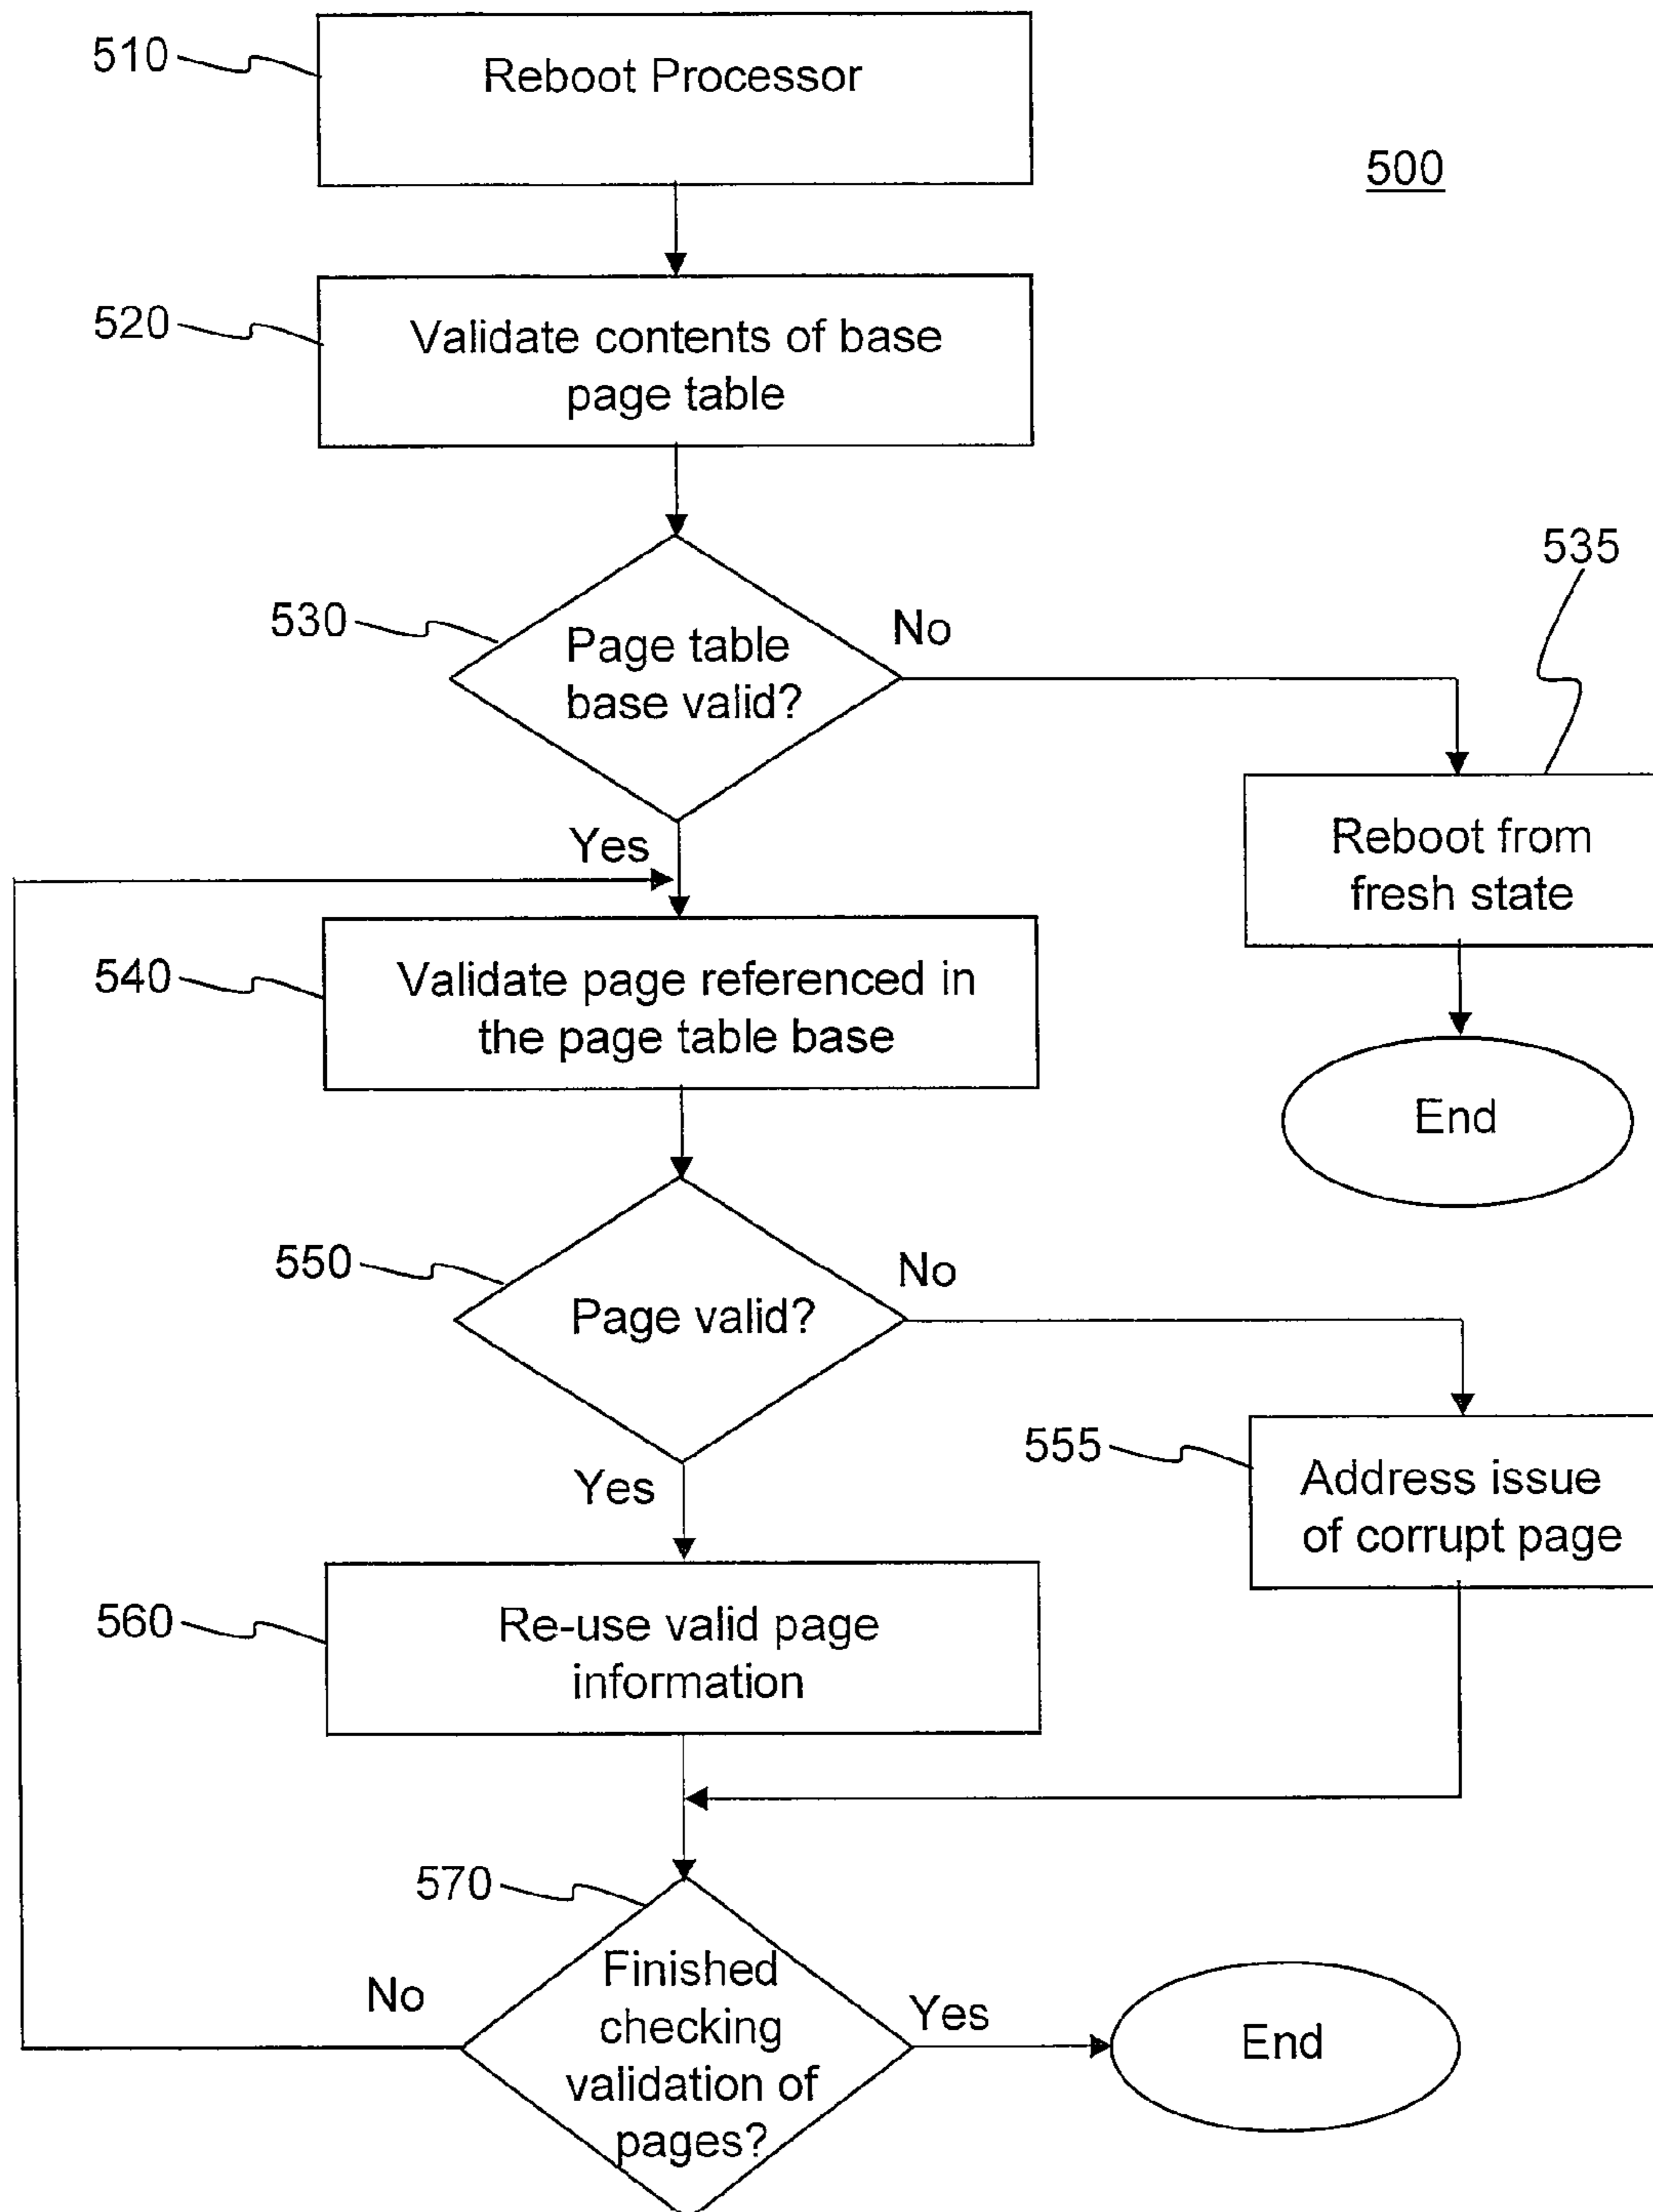 510
Reboot Processor
500
520
Validate contents of base
page table
530
Page table
base valid?
No
535
Yes
Reboot from
fresh state
540
Validate page referenced in
the page table base
End
550
Page valid?
No
Yes
555
Address issue
of corrupt page
560
Re-use valid page
information
570
Finished
checking
validation of
pages?
No
Yes
End